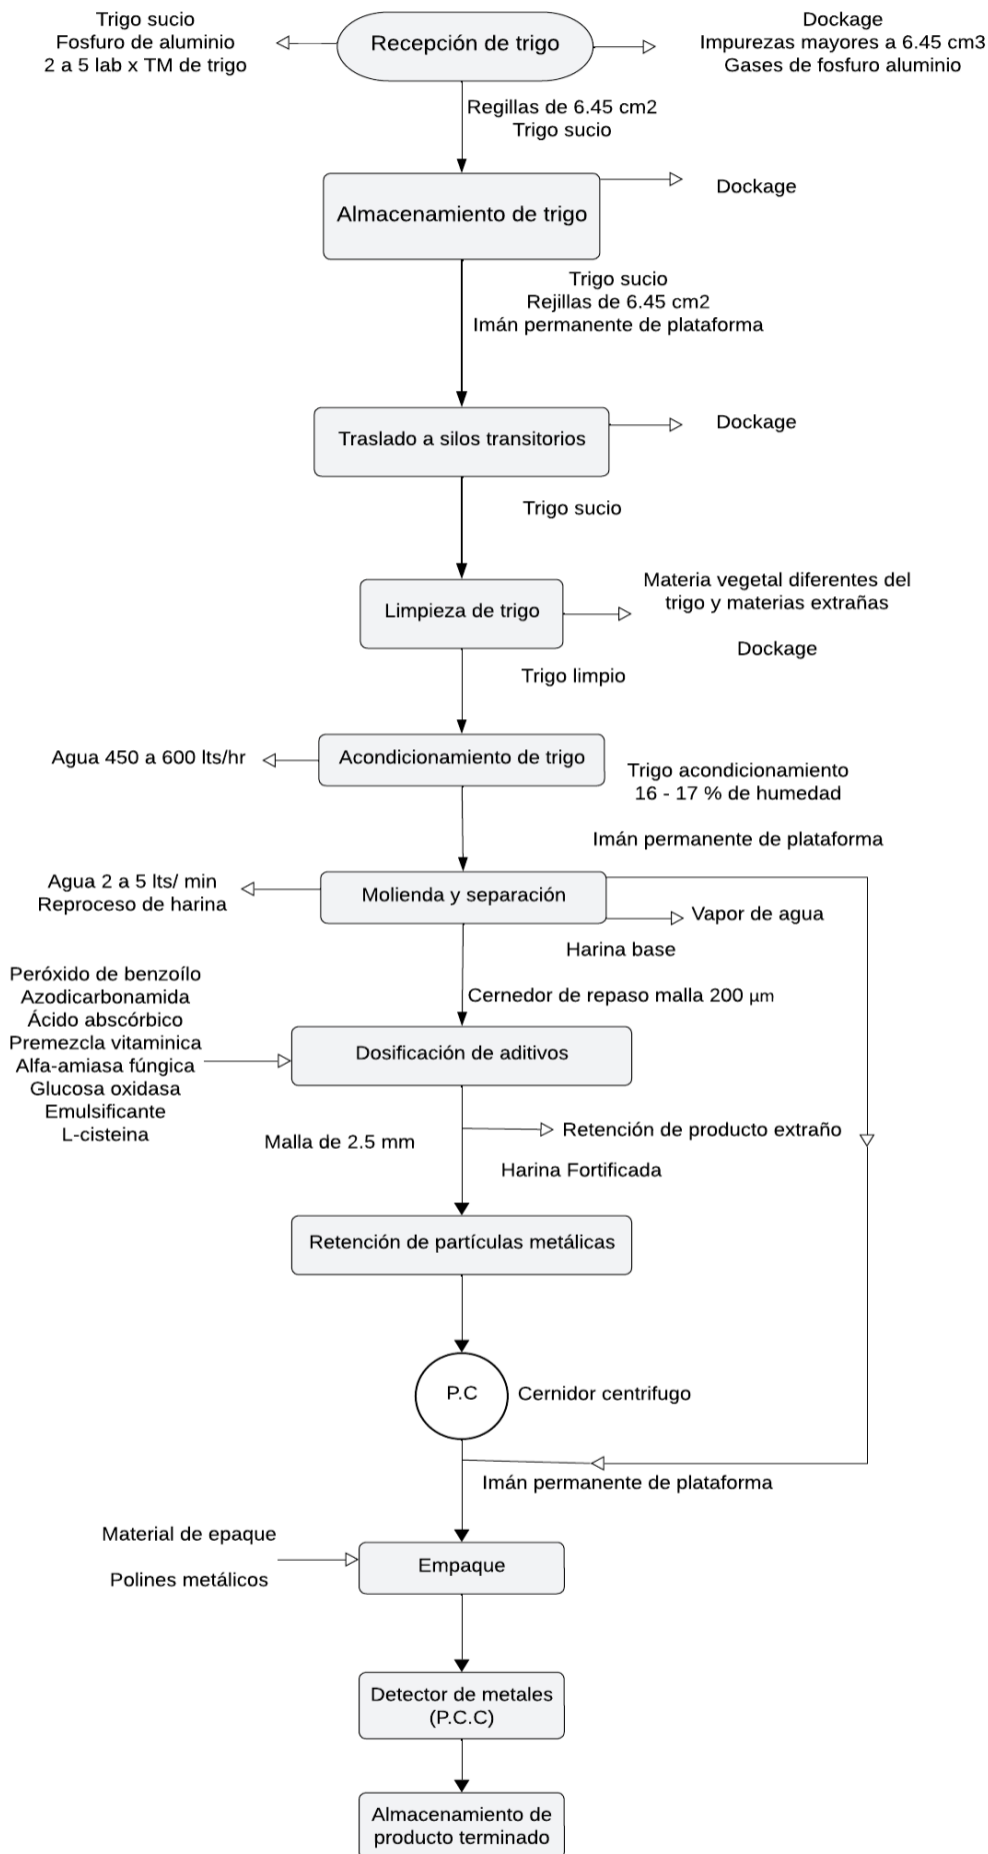 Trigo sucio
Fosfuro de aluminio
2 a 5 lab x TM de trigo
Recepción de trigo
Dockage
Impurezas mayores a 6.45 cm3
Gases de fosfuro aluminio
Regillas de 6.45 cm2
Trigo sucio
Almacenamiento de trigo
Dockage
Trigo sucio
Rejillas de 6.45 cm2
Imán permanente de plataforma
Traslado a silos transitorios
Dockage
Trigo sucio
Limpieza de trigo
Materia vegetal diferentes del
trigo y materias extrañas
Dockage
Trigo limpio
Agua 450 a 600 lts/hr
Acondicionamiento de trigo
Trigo acondicionamiento
16 - 17 % de humedad
Imán permanente de plataforma
Agua 2 a 5 lts/ min
Reproceso de harina
Molienda y separación
Vapor de agua
Harina base
Cernedor de repaso malla 200 µm
Peróxido de benzoílo
Azodicarbonamida
Ácido abscórbico
Premezcla vitaminica
Alfa-amiasa fúngica
Glucosa oxidasa
Emulsificante
L-cisteina
Dosificación de aditivos
Malla de 2.5 mm
Retención de producto extraño
Harina Fortificada
Retención de partículas metálicas
P.C
Cernidor centrifugo
Imán permanente de plataforma
Material de epaque
Polines metálicos
Empaque
Detector de metales
(P.C.C)
Almacenamiento de
producto terminado